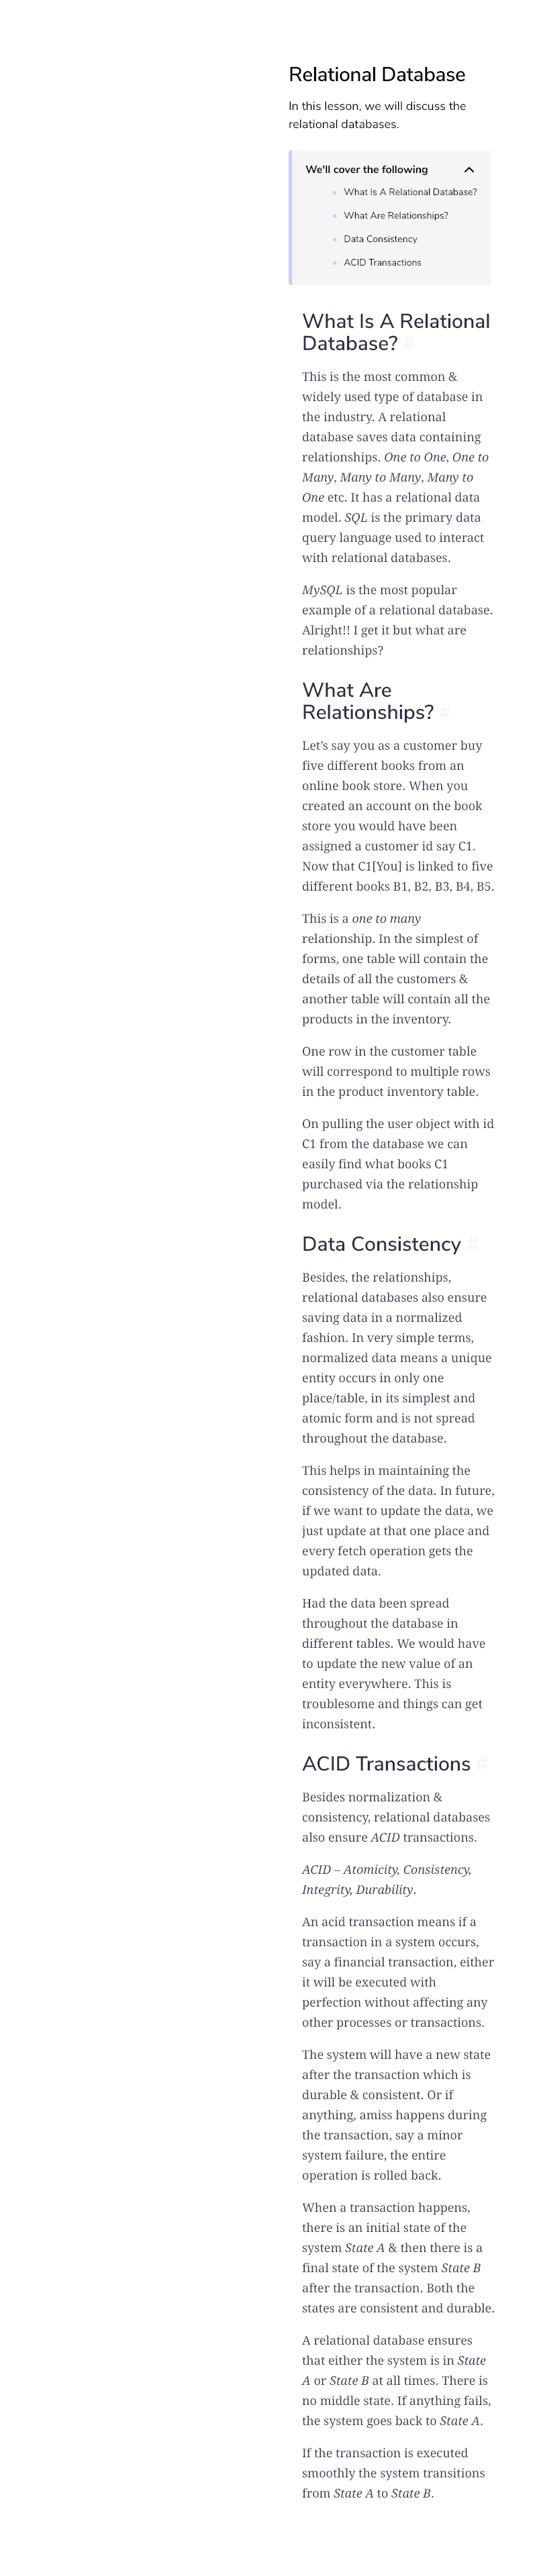 Relational Database
In this lesson, we will discuss the
relational databases.
We'll cover the following
What Is A Relational Database?
What Are Relationships?
Data Consistency
ACID Transactions
What Is A Relational
Database? #
This is the most common &
widely used type of database in
the industry. A relational
database saves data containing
relationships. One to One, One to
Many, Many to Many, Many to
One etc. It has a relational data
model. SQL is the primary data
query language used to interact
with relational databases.
MySQL is the most popular
example of a relational database.
Alright!! I get it but what are
relationships?
What Are
Relationships? #
Let’s say you as a customer buy
five different books from an
online book store. When you
created an account on the book
store you would have been
assigned a customer id say C1.
Now that C1[You] is linked to five
different books B1, B2, B3, B4, B5.
This is a one to many
relationship. In the simplest of
forms, one table will contain the
details of all the customers &
another table will contain all the
products in the inventory.
One row in the customer table
will correspond to multiple rows
in the product inventory table.
On pulling the user object with id
C1 from the database we can
easily find what books C1
purchased via the relationship
model.
Data Consistency #
Besides, the relationships,
relational databases also ensure
saving data in a normalized
fashion. In very simple terms,
normalized data means a unique
entity occurs in only one
place/table, in its simplest and
atomic form and is not spread
throughout the database.
This helps in maintaining the
consistency of the data. In future,
if we want to update the data, we
just update at that one place and
every fetch operation gets the
updated data.
Had the data been spread
throughout the database in
different tables. We would have
to update the new value of an
entity everywhere. This is
troublesome and things can get
inconsistent.
ACID Transactions #
Besides normalization &
consistency, relational databases
also ensure ACID transactions.
ACID – Atomicity, Consistency,
Integrity, Durability.
An acid transaction means if a
transaction in a system occurs,
say a financial transaction, either
it will be executed with
perfection without affecting any
other processes or transactions.
The system will have a new state
after the transaction which is
durable & consistent. Or if
anything, amiss happens during
the transaction, say a minor
system failure, the entire
operation is rolled back.
When a transaction happens,
there is an initial state of the
system State A & then there is a
final state of the system State B
after the transaction. Both the
states are consistent and durable.
A relational database ensures
that either the system is in State
A or State B at all times. There is
no middle state. If anything fails,
the system goes back to State A.
If the transaction is executed
smoothly the system transitions
from State A to State B.